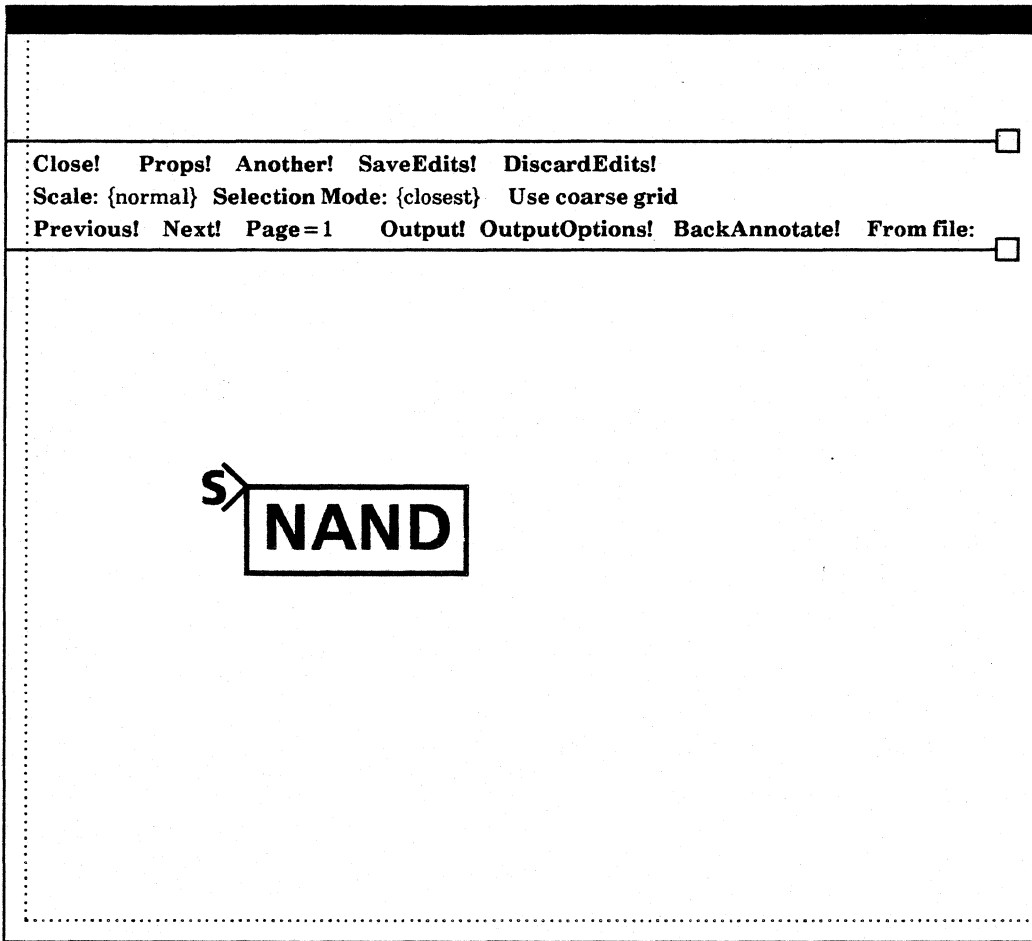 Close! Props! Another! SaveEdits! DiscardEdits!
Scale: {normal} Selection Mode: {closest} Use coarse grid
Previous! Next! Page=1 Output! OutputOptions! BackAnnotate! From file:
S
NAND